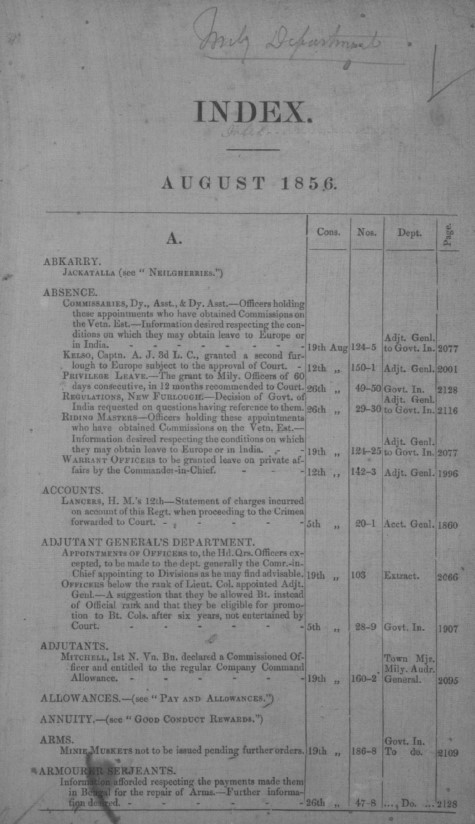 Mily Department
INDEX.
AUGUST 1856.
A. Cons. Nos. Dept. Page.
ABKARRY.
JACKATALLA (see "NEILGHERRIES.")
ABSENCE.
COMMISSARIES, Dy., Asst., & Dy. Asst.—Officers holding
these appointments who have obtained Commissions on
the Vetn. Est.—Information desired respecting the con-
ditions on which they may obtain leave to Europe or
in India. - - - - - - 19th Aug 124-5 Adjt. Genl. to Govt. In. 2077
KELSO, Captn. A. J. 3d L. C., granted a second fur-
lough to Europe subject to the approval of Court. - 12th „ 150-1 Adjt. Genl. 2001
PRIVILEGE LEAVE.—The grant to Mily. Officers of 60
days consecutive, in 12 months recommended to Court. 26th „ 49-50 Govt. In. 2128
REGULATIONS, NEW FURLOUGH.—Decision of Govt. of
India requested on questions having reference to them. 26th „ 29-30 Adjt. Genl. to Govt. In. 2116
RIDING MASTERS—Officers holding these appointments
who have obtained Commissions on the Vetn. Est.—
Information desired respecting the conditions on which
they may obtain leave to Europe or in India. - - 19th „ 124-25 Adjt. Genl. to Govt. In. 2077
WARRANT OFFICERS to be granted leave on private af-
fairs by the Commander-in-Chief. - - - 12th „ 142-3 Adjt. Genl. 1996
ACCOUNTS.
LANCERS, H. M.'s 12th—Statement of charges incurred
on account of this Regt. when proceeding to the Crimea
forwarded to Court. - - - - - 5th „ 20-1 Acct. Genl. 1860
ADJUTANT GENERAL'S DEPARTMENT.
APPOINTMENTS OF OFFICERS to, the Hd. Qrs. Officers ex-
cepted, to be made to the dept. generally the Comr.-in-
Chief appointing to Divisions as he may find advisable. 19th „ 103 Extract. 2066
OFFICERS below the rank of Lieut. Col. appointed Adjt.
Genl.—A suggestion that they be allowed Bt. instead
of Official rank and that they be eligible for promo-
tion to Bt. Cols. after six years, not entertained by
Court. - - - - - - 5th „ 28-9 Govt. In. 1907
ADJUTANTS.
MITCHELL, 1st N. Vn. Bn. declared a Commissioned Of-
ficer and entitled to the regular Company Command
Allowance. - - - - - - 19th „ 160-2 Town Mjr. Mily. Audr. General. 2095
ALLOWANCES.—(see "PAY AND ALLOWANCES.")
ANNUITY.—(see "GOOD CONDUCT REWARDS.")
ARMS.
MINIE MUSKETS not to be issued pending further orders. 19th „ 186-8 Govt. In. To do. 2109
ARMOURER SERJEANTS.
Information afforded respecting the payments made them
in Bengal for the repair of Arms.—Further informa-
tion desired. - - - - - 26th „ 47-8 ..., Do. ... 2128